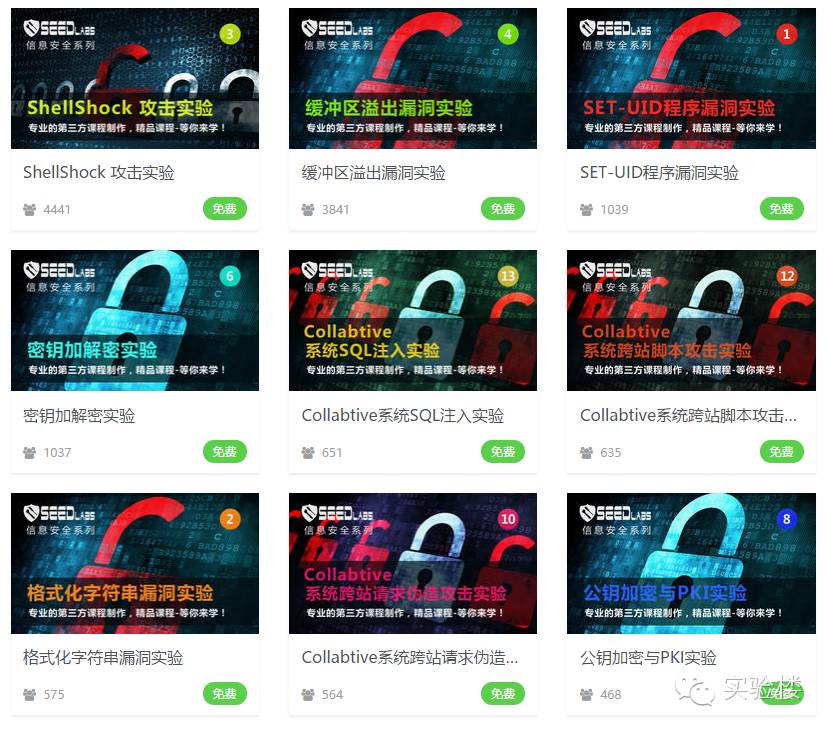 SEEDLABS
信息安全系列
3
ShellShock 攻击实验
专业的第三方课程制作，精品课程-等你来学！
ShellShock 攻击实验
4441
免费
SEEDLABS
信息安全系列
4
缓冲区溢出漏洞实验
专业的第三方课程制作，精品课程-等你来学！
缓冲区溢出漏洞实验
3841
免费
SEEDLABS
信息安全系列
1
SET-UID程序漏洞实验
专业的第三方课程制作，精品课程-等你来学！
SET-UID程序漏洞实验
1039
免费
SEEDLABS
信息安全系列
6
密钥加解密实验
专业的第三方课程制作，精品课程-等你来学！
密钥加解密实验
1037
免费
SEEDLABS
信息安全系列
13
Collabtive
系统SQL注入实验
专业的第三方课程制作，精品课程-等你来学！
Collabtive系统SQL注入实验
651
免费
SEEDLABS
信息安全系列
12
Collabtive
系统跨站脚本攻击实验
专业的第三方课程制作，精品课程-等你来学！
Collabtive系统跨站脚本攻击...
635
免费
SEEDLABS
信息安全系列
2
格式化字符串漏洞实验
专业的第三方课程制作，精品课程-等你来学！
格式化字符串漏洞实验
575
免费
SEEDLABS
信息安全系列
10
Collabtive
系统跨站请求伪造攻击实验
专业的第三方课程制作，精品课程-等你来学！
Collabtive系统跨站请求伪造...
564
免费
SEEDLABS
信息安全系列
8
公钥加密与PKI实验
专业的第三方课程制作，精品课程-等你来学！
公钥加密与PKI实验
468
免费
实验楼